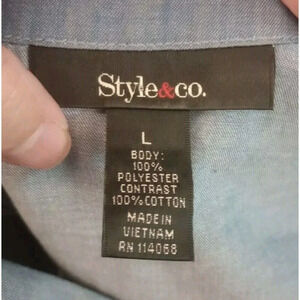 Style&co.
L
BODY:
100%
POLYESTER
CONTRAST
100%COTTON
MADE IN
VIETNAM
RN 114068